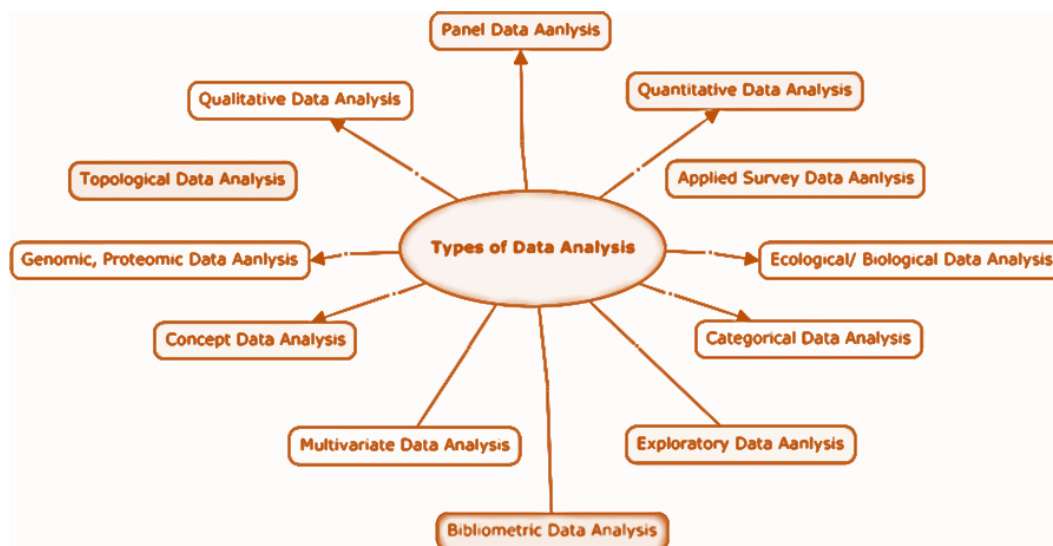 Panel Data Aanlysis
Qualitative Data Analysis
Quantitative Data Analysis
Topological Data Analysis
Applied Survey Data Aanlysis
Types of Data Analysis
Genomic, Proteomic Data Aanlysis
Ecological/ Biological Data Analysis
Concept Data Analysis
Categorical Data Analysis
Multivariate Data Analysis
Exploratory Data Aanlysis
Bibliometric Data Analysis